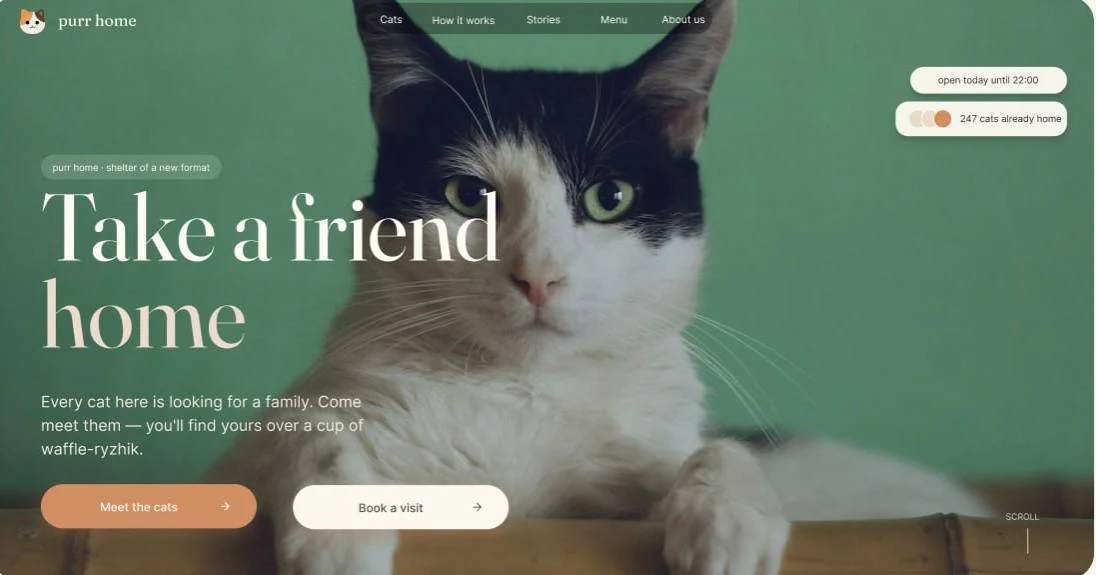 purr home
Cats
How it works
Stories
Menu
About us
open today until 22:00
247 cats already home
purr home · shelter of a new format
Take a friend
home
Every cat here is looking for a family. Come
meet them — you'll find yours over a cup of
waffle-ryzhik.
Meet the cats →
Book a visit →
SCROLL